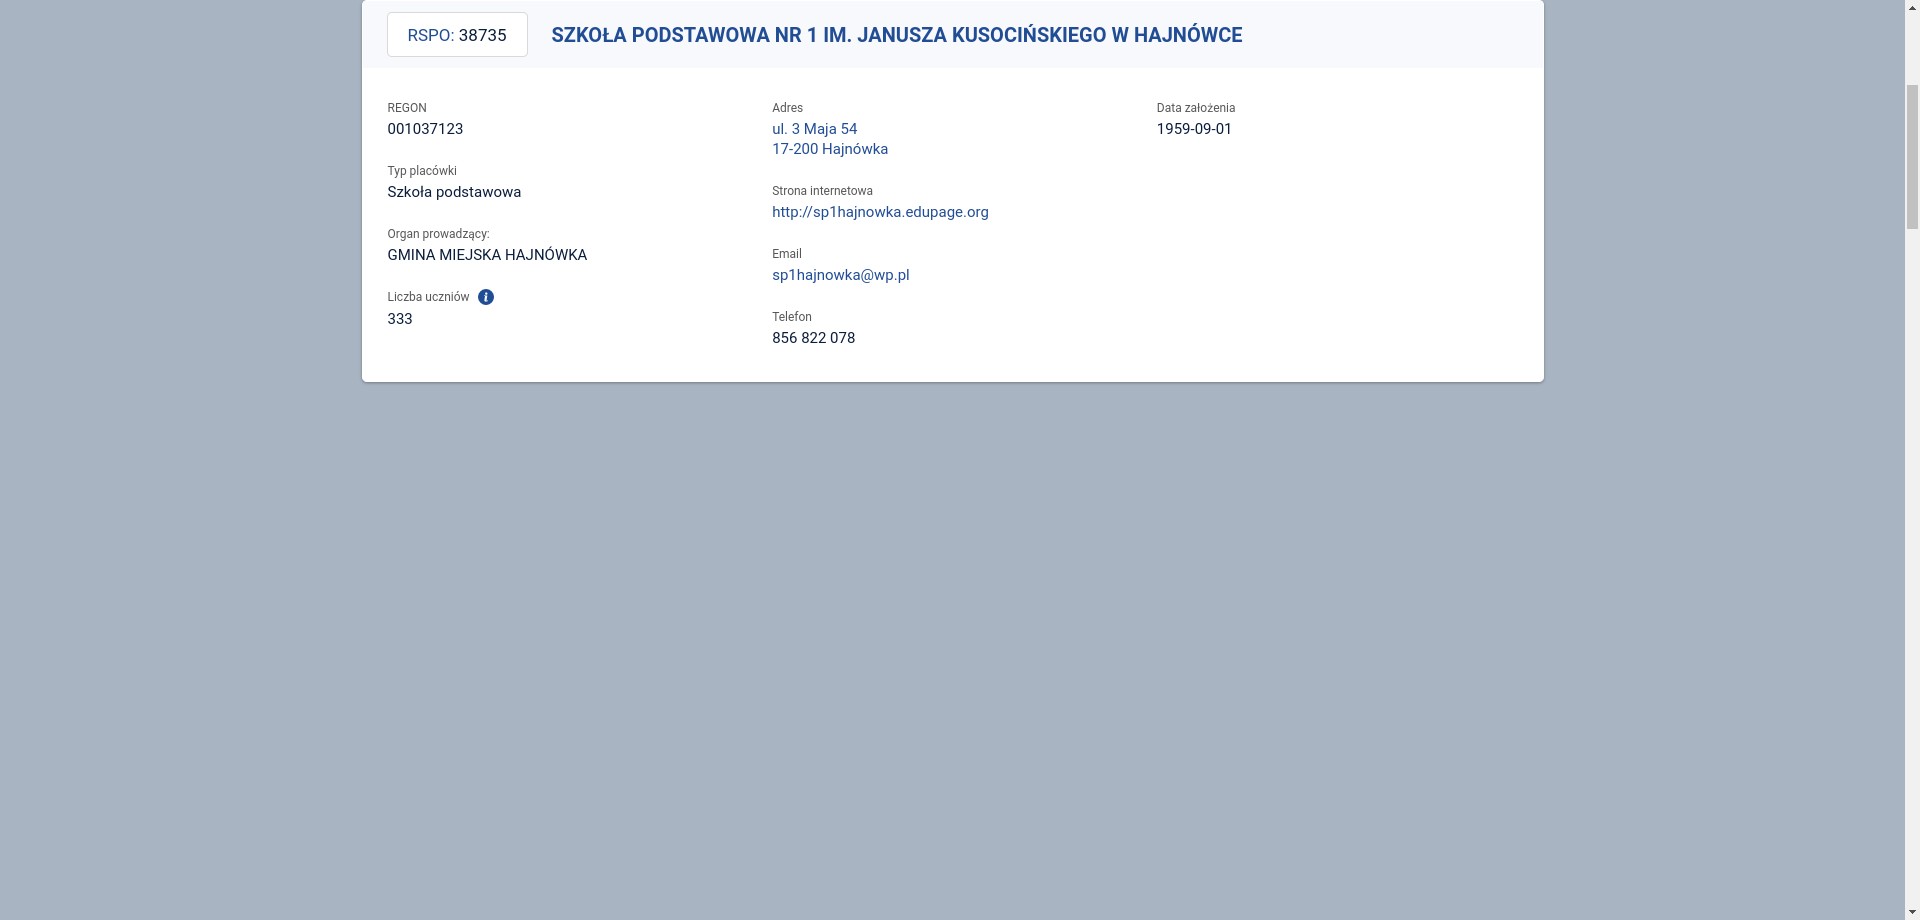 RSPO: 38735
SZKOŁA PODSTAWOWA NR 1 IM. JANUSZA KUSOCIŃSKIEGO W HAJNÓWCE
REGON
001037123
Typ placówki
Szkoła podstawowa
Organ prowadzący:
GMINA MIEJSKA HAJNÓWKA
Liczba uczniów i
333
Adres
ul. 3 Maja 54
17-200 Hajnówka
Strona internetowa
http://sp1hajnowka.edupage.org
Email
sp1hajnowka@wp.pl
Telefon
856 822 078
Data założenia
1959-09-01